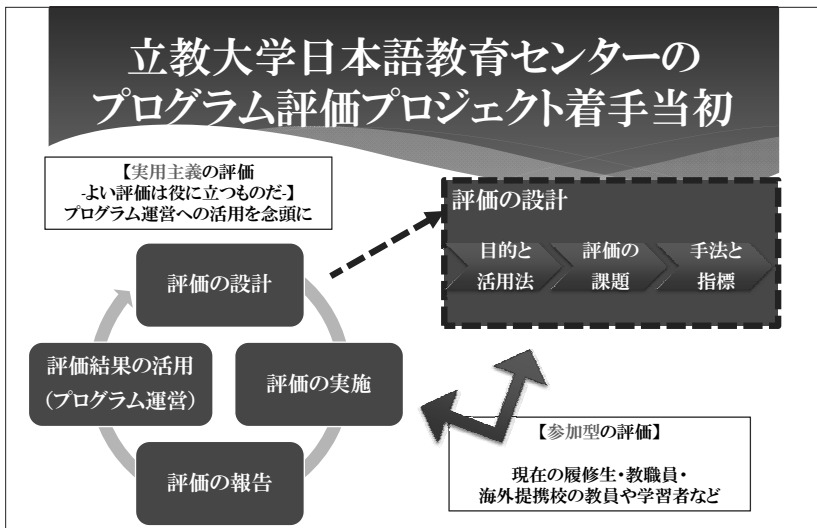 立教大学日本語教育センターの
プログラム評価プロジェクト着手当初
【実用主義の評価
-よい評価は役に立つものだ-】
プログラム運営への活用を念頭に
評価の設計
目的と
活用法
評価の
課題
手法と
指標
評価の設計
評価の実施
評価の報告
評価結果の活用
(プログラム運営)
【参加型の評価】
現在の履修生・教職員・
海外提携校の教員や学習者など